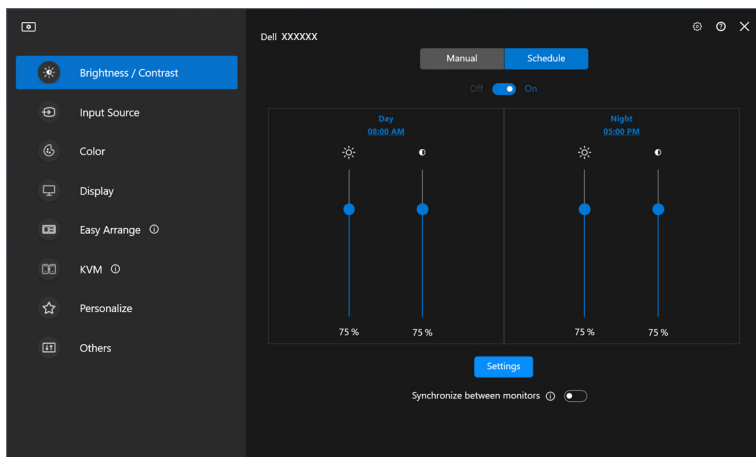 Dell XXXXXX
Brightness / Contrast
Input Source
Color
Display
Easy Arrange
KVM
Personalize
Others
Manual Schedule
Off On
Day
08:00 AM
75 % 75 %
Night
05:00 PM
75 % 75 %
Settings
Synchronize between monitors